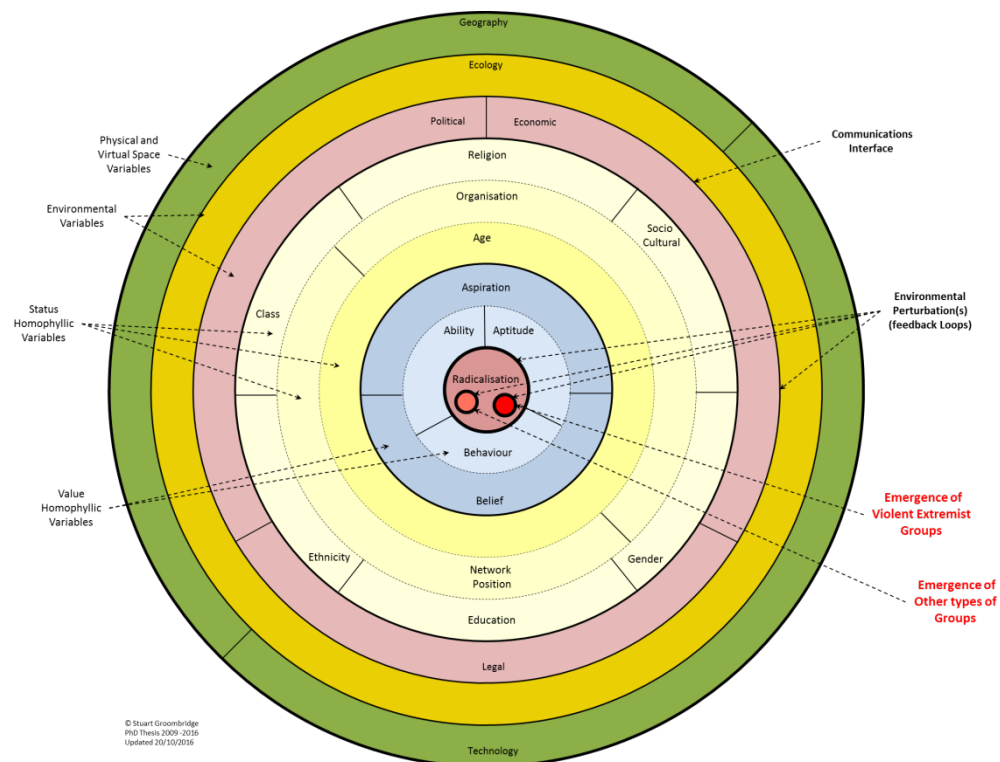 Geography
Ecology
Political
Economic
Physical and
Virtual Space
Variables
Communications
Interface
Religion
Organisation
Environmental
Variables
Socio
Cultural
Age
Aspiration
Status
Homophyllic
Variables
Class
Ability
Aptitude
Environmental
Perturbation(s)
(feedback Loops)
Radicalisation
Behaviour
Value
Homophyllic
Variables
Belief
Emergence of
Violent Extremist
Groups
Ethnicity
Gender
Network
Position
Emergence of
Other types of
Groups
Education
Legal
© Stuart Groombridge
PhD Thesis 2009 -2016
Updated 20/10/2016
Technology